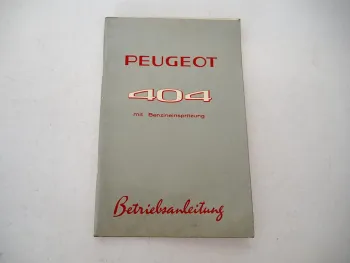 PEUGEOT
404
mit Benzineinspritzung
Betriebsanleitung